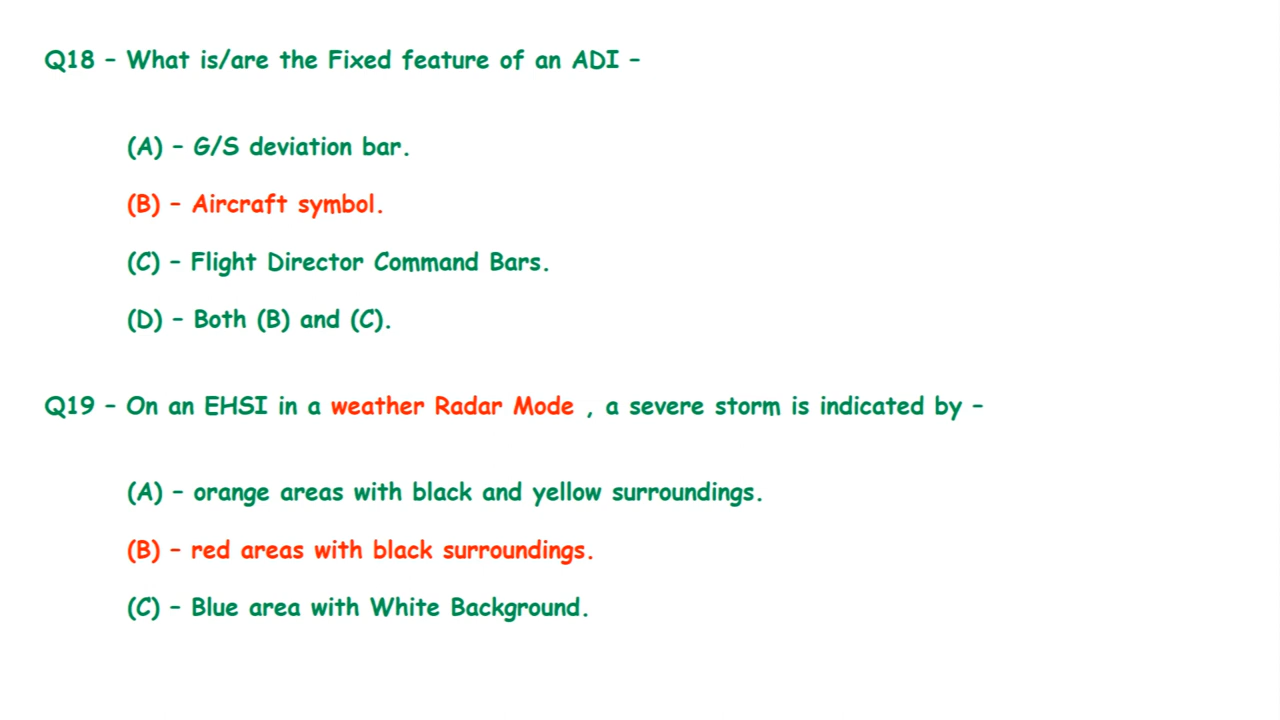 Q18 – What is/are the Fixed feature of an ADI –
(A) – G/S deviation bar.
(B) – Aircraft symbol.
(C) – Flight Director Command Bars.
(D) – Both (B) and (C).
Q19 – On an EHSI in a weather Radar Mode , a severe storm is indicated by –
(A) – orange areas with black and yellow surroundings.
(B) – red areas with black surroundings.
(C) – Blue area with White Background.